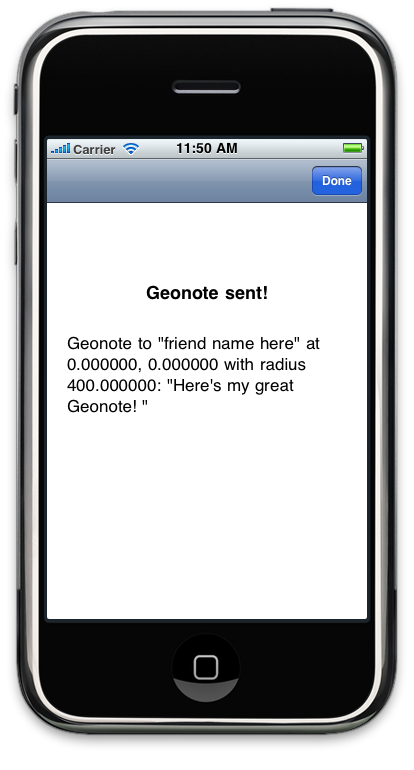 Carrier 11:50 AM
Done
Geonote sent!
Geonote to "friend name here" at
0.000000, 0.000000 with radius
400.000000: "Here's my great
Geonote! "